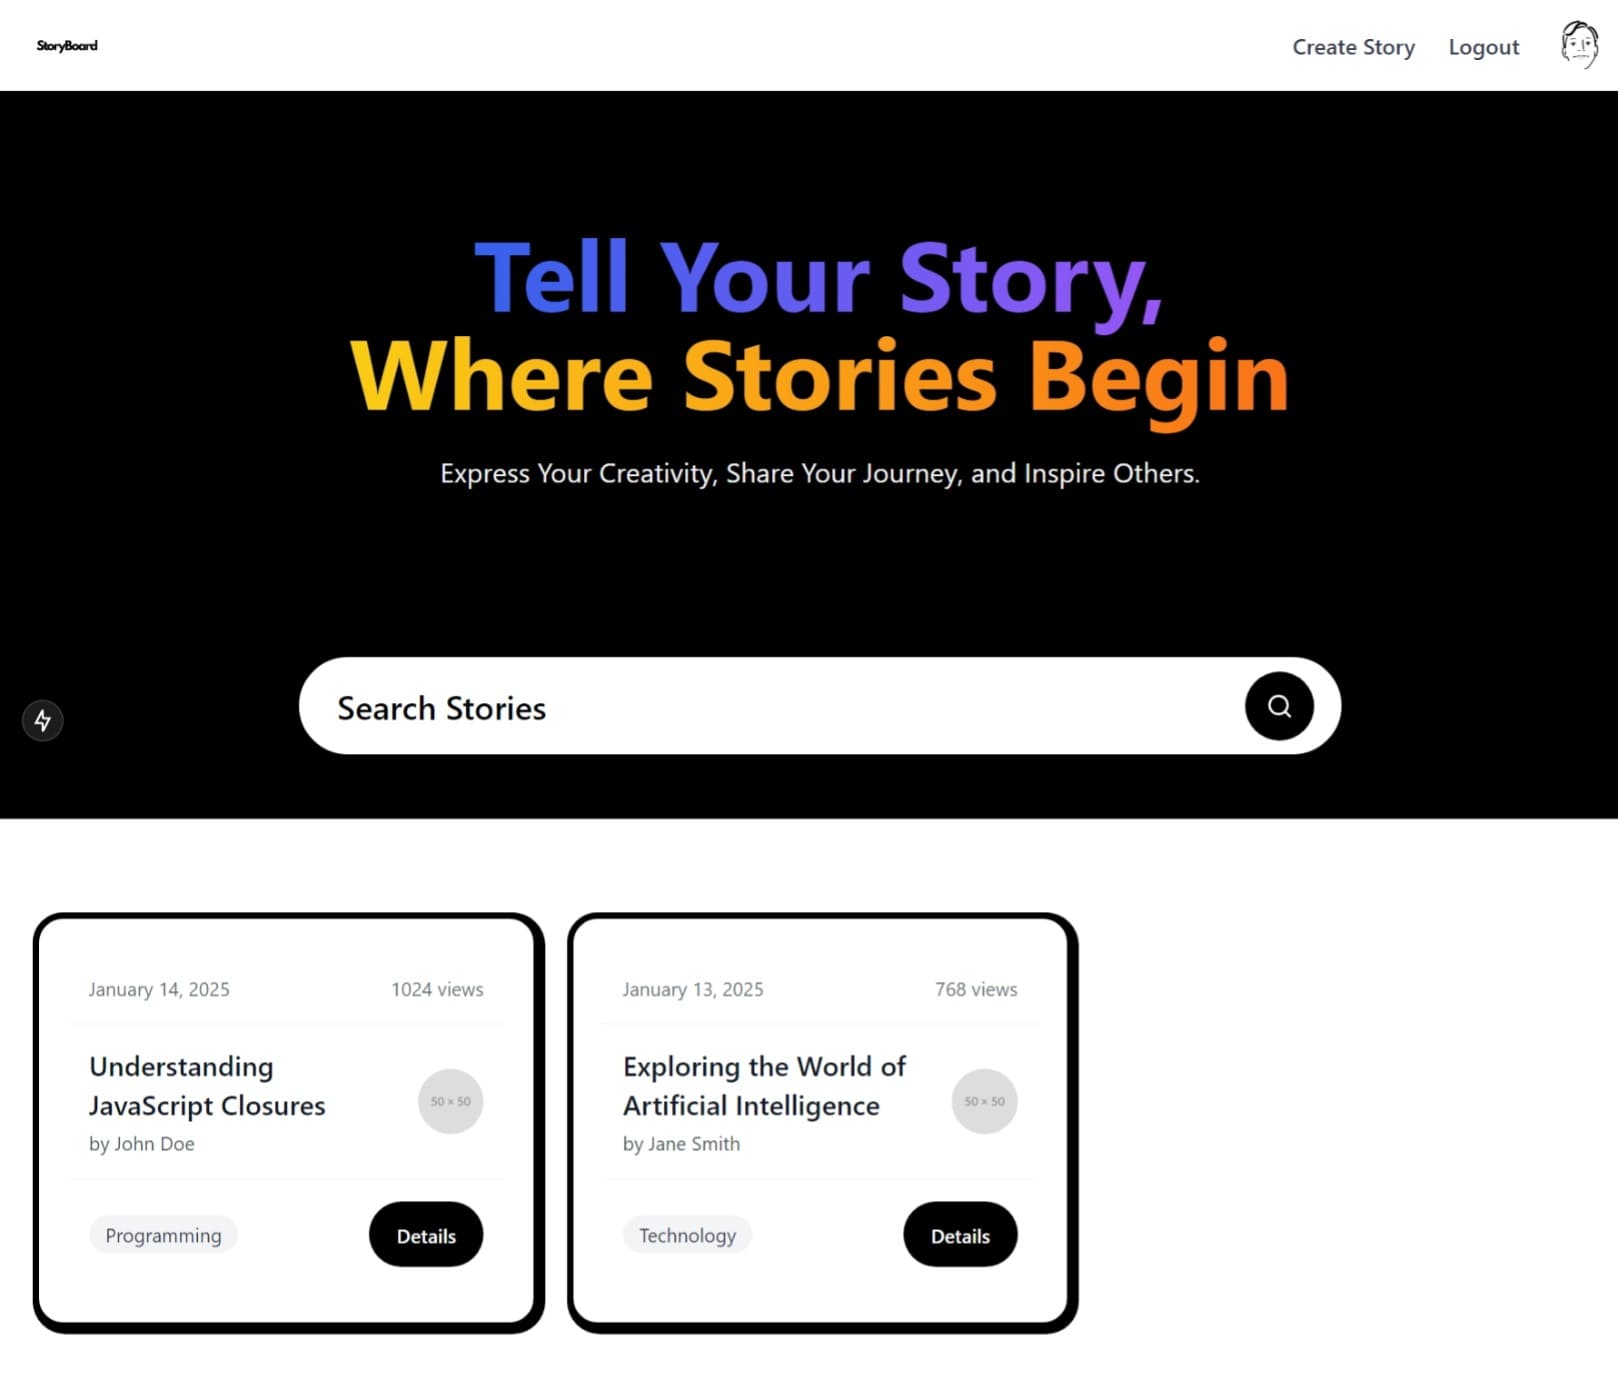 StoryBoard
Create Story
Logout
Tell Your Story,
Where Stories Begin
Express Your Creativity, Share Your Journey, and Inspire Others.
Search Stories
January 14, 2025
1024 views
Understanding
JavaScript Closures
by John Doe
50 × 50
Programming
Details
January 13, 2025
768 views
Exploring the World of
Artificial Intelligence
by Jane Smith
50 × 50
Technology
Details